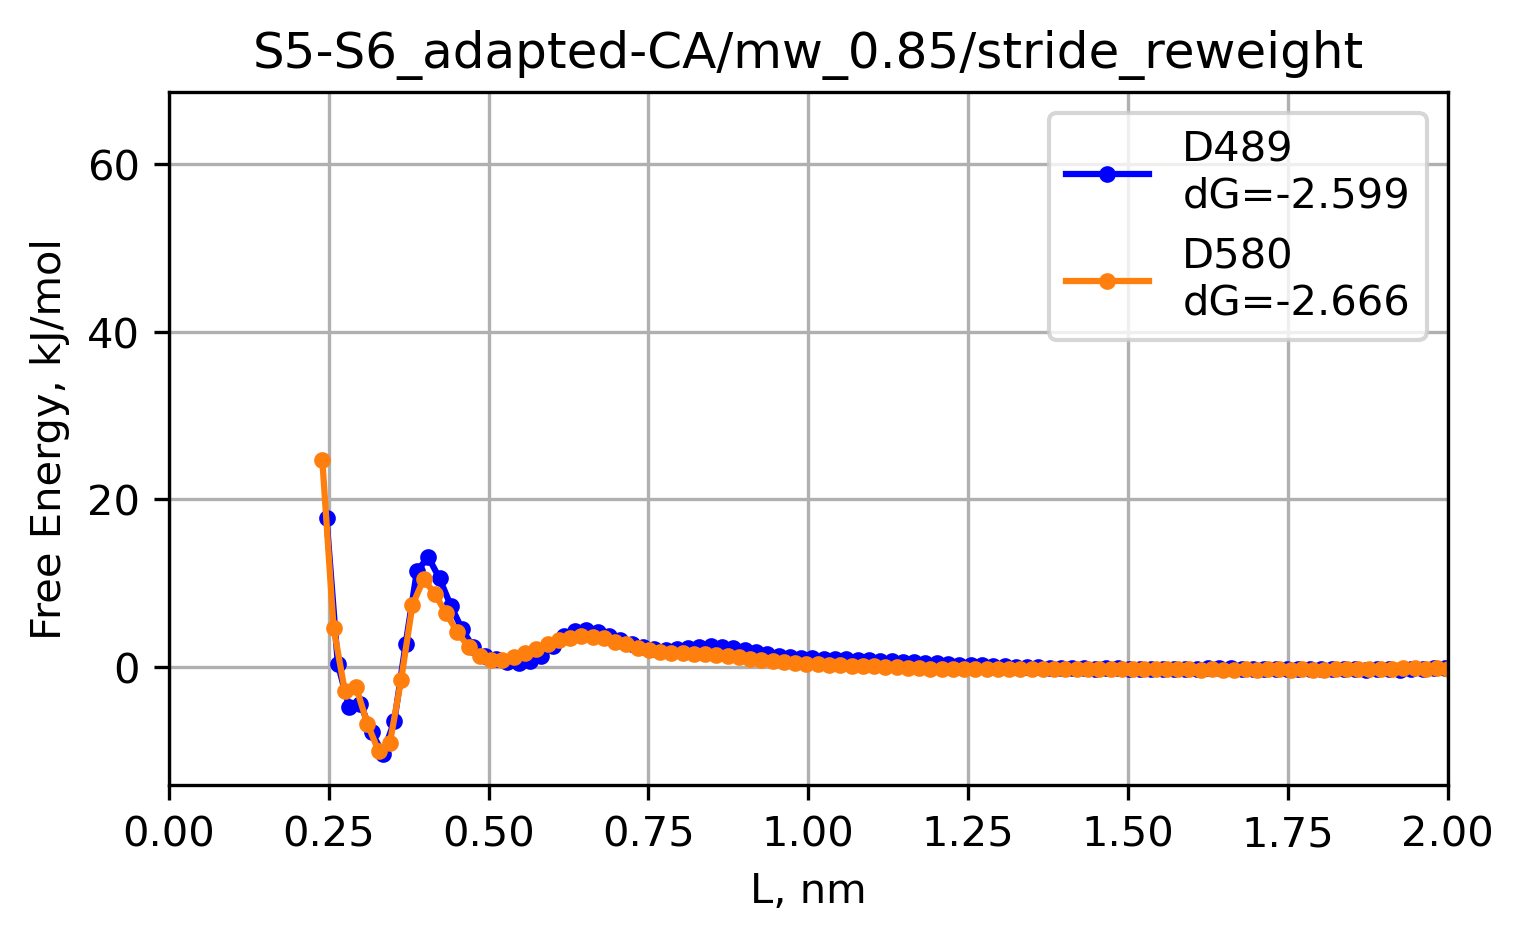 S5-S6_adapted-CA/mw_0.85/stride_reweight
D489
dG=-2.599
D580
dG=-2.666
Free Energy, kJ/mol
60
40
20
0
0.00 0.25 0.50 0.75 1.00 1.25 1.50 1.75 2.00
L, nm